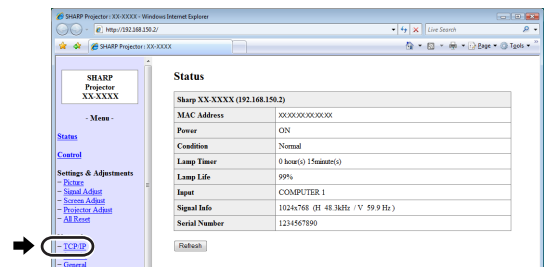 SHARP Projector : XX-XXXX - Windows Internet Explorer
http://192.168.150.2/
Live Search
SHARP Projector : XX-XXXX
Page
Tools
SHARP
Projector
XX-XXXX
- Menu -
Status
Control
Settings & Adjustments
- Picture
- Signal Adjust
- Screen Adjust
- Projector Adjust
- All Reset
- TCP/IP
- General
Status
Sharp XX-XXXX (192.168.150.2)
MAC Address XX:XX:XX:XX:XX:XX
Power ON
Condition Normal
Lamp Timer 0 hour(s) 15minute(s)
Lamp Life 99%
Input COMPUTER 1
Signal Info 1024x768 (H 48.3kHz / V 59.9 Hz )
Serial Number 1234567890
Refresh